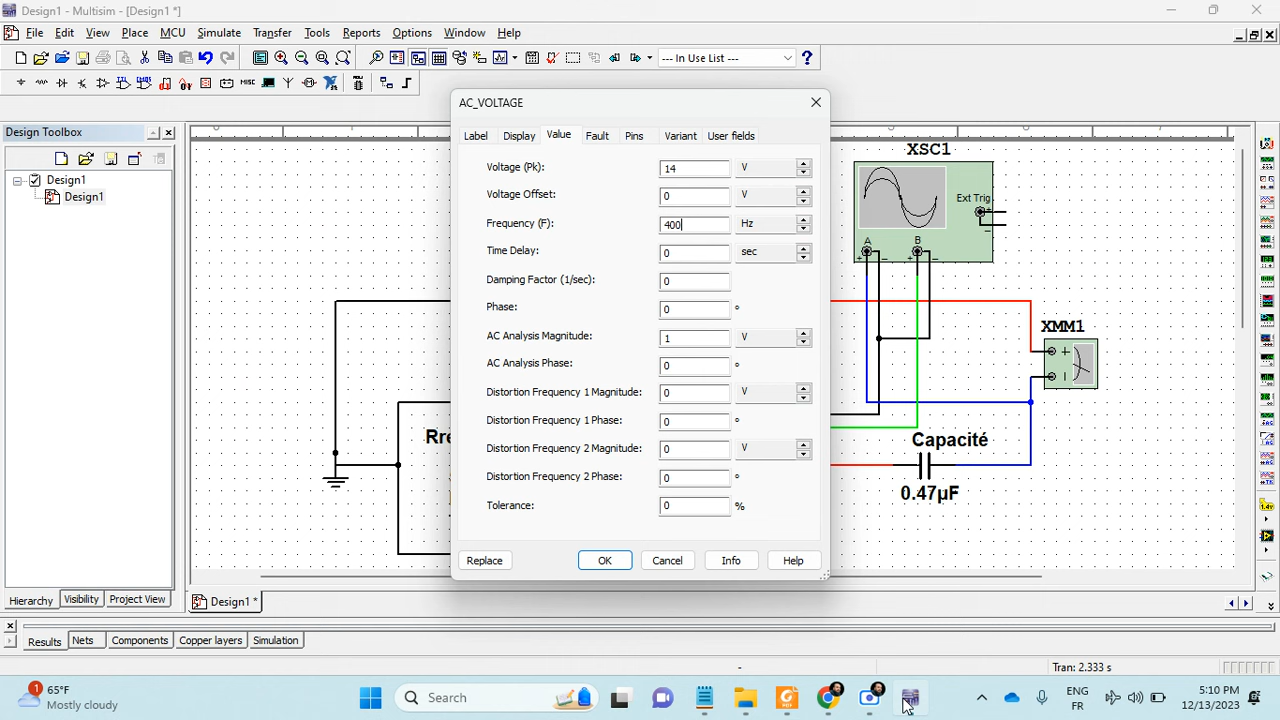 Design1 - Multisim - [Design1 *]
File Edit View Place MCU Simulate Transfer Tools Reports Options Window Help
--- In Use List ---
?
MISC
Design Toolbox
Design1
Design1
Hierarchy Visibility Project View
AC_VOLTAGE
Label Display Value Fault Pins Variant User fields
Voltage (Pk): 14 V
Voltage Offset: 0 V
Frequency (F): 400 Hz
Time Delay: 0 sec
Damping Factor (1/sec): 0
Phase: 0 °
AC Analysis Magnitude: 1 V
AC Analysis Phase: 0 °
Distortion Frequency 1 Magnitude: 0 V
Distortion Frequency 1 Phase: 0 °
Distortion Frequency 2 Magnitude: 0 V
Distortion Frequency 2 Phase: 0 °
Tolerance: 0 %
Replace OK Cancel Info Help
XSC1
Ext Trig
A B
XMM1
Capacité
0.47µF
Design1 *
Results Nets Components Copper layers Simulation
- Tran: 2.333 s
1
65°F
Mostly cloudy
Search
ENG
FR
5:10 PM
12/13/2023